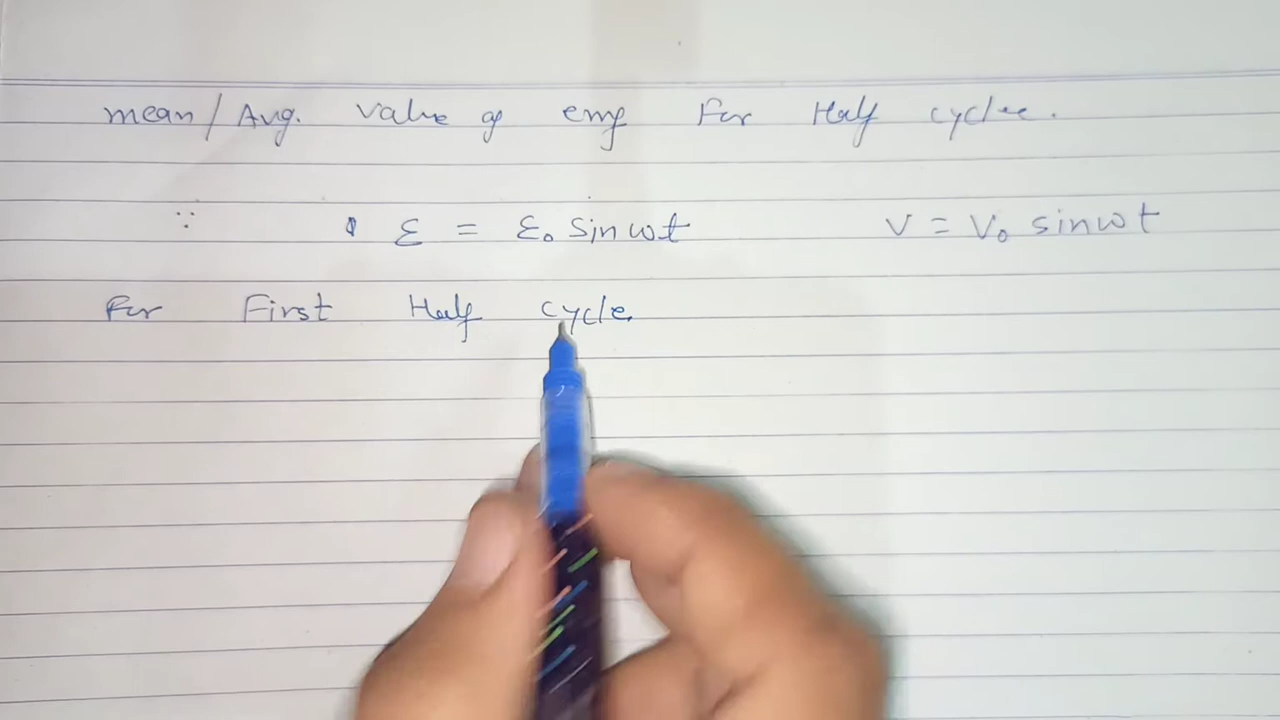 mean/Avg. value of emf For Half cycle.
∵ ε = ε₀ sin ωt V = V₀ sin ωt
For First Half cycle.